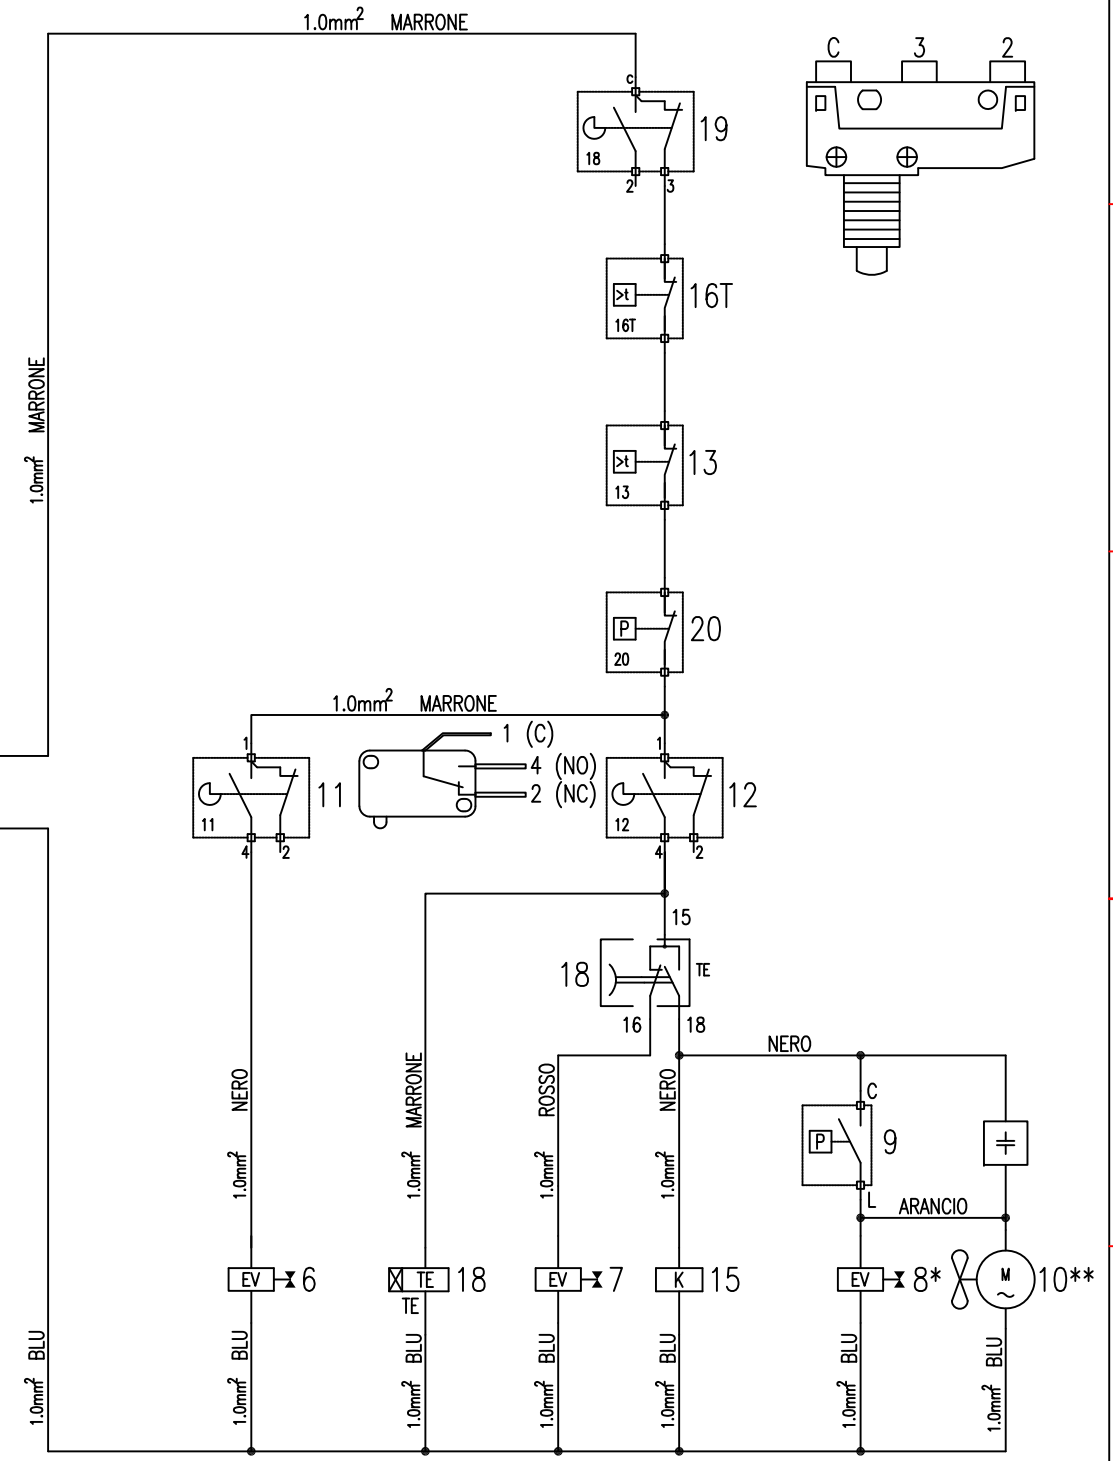 1.0mm² MARRONE
C 3 2
c
19
18
2 3
16T
>t
16T
1.0mm² MARRONE
13
>t
13
20
P
20
1.0mm² MARRONE
1 (C)
4 (NO)
2 (NC)
1
11
11
4 2
1
12
12
4 2
15
18
TE
16 18
NERO
1.0mm² NERO
1.0mm² MARRONE
1.0mm² ROSSO
1.0mm² NERO
C
P
9
L
ARANCIO
EV 6
TE 18
TE
EV 7
K 15
EV 8*
M
10**
1.0mm² BLU
1.0mm² BLU
1.0mm² BLU
1.0mm² BLU
1.0mm² BLU
1.0mm² BLU
1.0mm² BLU